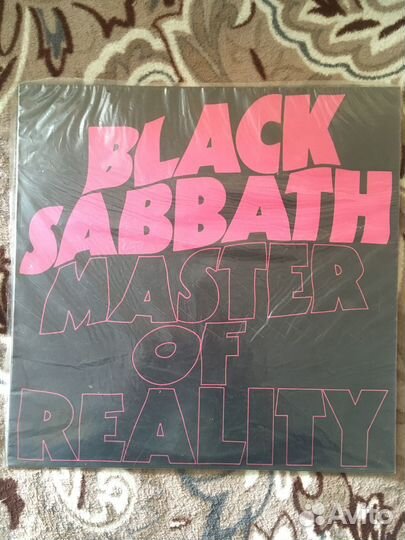 BLACK
SABBATH
MASTER
OF
REALITY
Avito